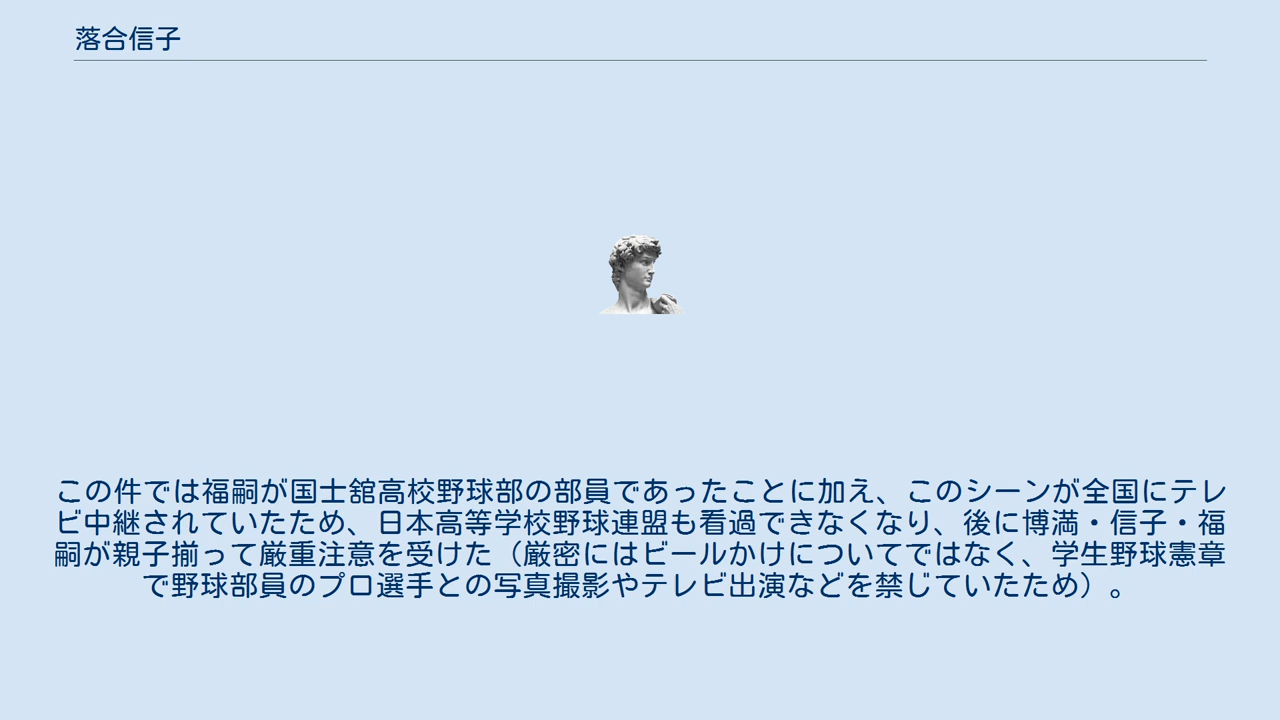 落合信子
この件では福嗣が国士舘高校野球部の部員であったことに加え、このシーンが全国にテレ
ビ中継されていたため、日本高等学校野球連盟も看過できなくなり、後に博満・信子・福
嗣が親子揃って厳重注意を受けた（厳密にはビールかけについてではなく、学生野球憲章
で野球部員のプロ選手との写真撮影やテレビ出演などを禁じていたため）。